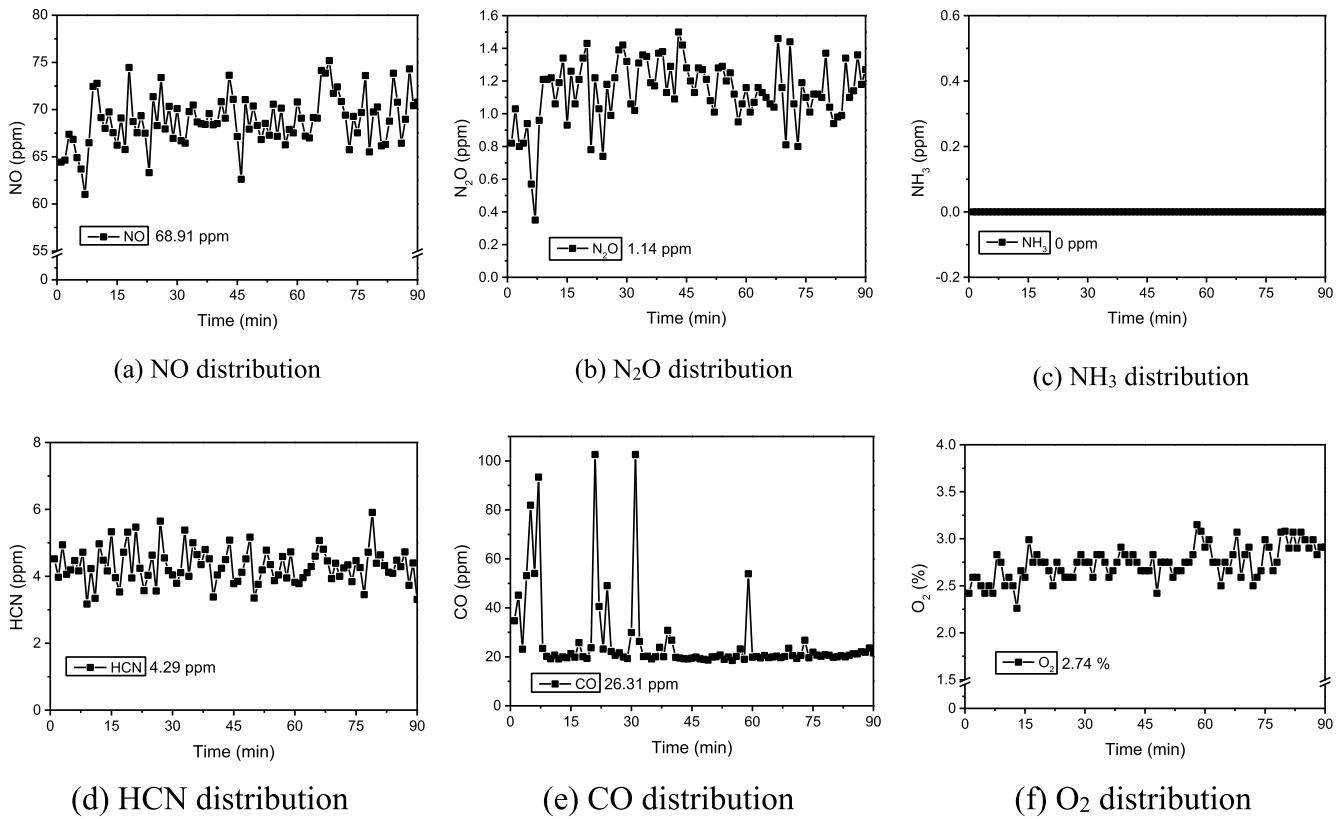 80
75
70
65
60
55
0
NO (ppm)
NO 68.91 ppm
0 15 30 45 60 75 90
Time (min)
(a) NO distribution
1.6
1.4
1.2
1.0
0.8
0.6
0.4
0.2
0.0
N₂O (ppm)
N₂O 1.14 ppm
0 15 30 45 60 75 90
Time (min)
(b) N₂O distribution
0.6
0.4
0.2
0.0
-0.2
NH₃ (ppm)
NH₃ 0 ppm
0 15 30 45 60 75 90
Time (min)
(c) NH₃ distribution
8
6
4
2
0
HCN (ppm)
HCN 4.29 ppm
0 15 30 45 60 75 90
Time (min)
(d) HCN distribution
100
80
60
40
20
0
CO (ppm)
CO 26.31 ppm
0 15 30 45 60 75 90
Time (min)
(e) CO distribution
4.0
3.5
3.0
2.5
2.0
1.5
0
O₂ (%)
O₂ 2.74 %
0 15 30 45 60 75 90
Time (min)
(f) O₂ distribution